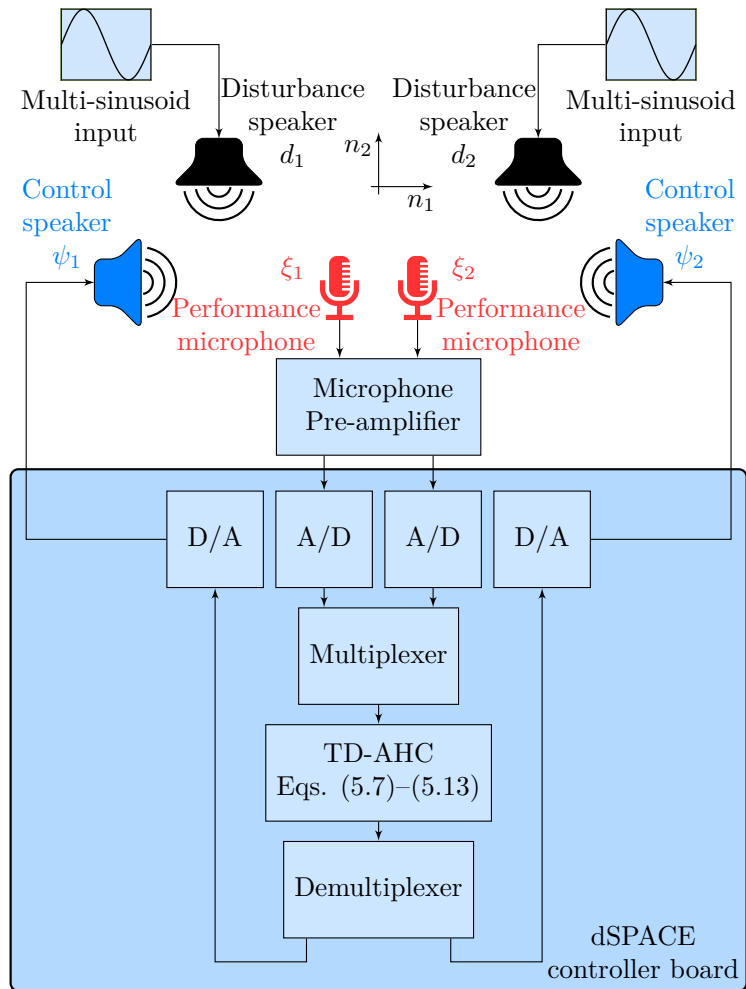 Multi-sinusoid
input
Disturbance
speaker
d₁
Disturbance
speaker
d₂
Multi-sinusoid
input
n₂
n₁
Control
speaker
ψ₁
Control
speaker
ψ₂
ξ₁
Performance
microphone
ξ₂
Performance
microphone
Microphone
Pre-amplifier
D/A
A/D
A/D
D/A
Multiplexer
TD-AHC
Eqs. (5.7)–(5.13)
Demultiplexer
dSPACE
controller board